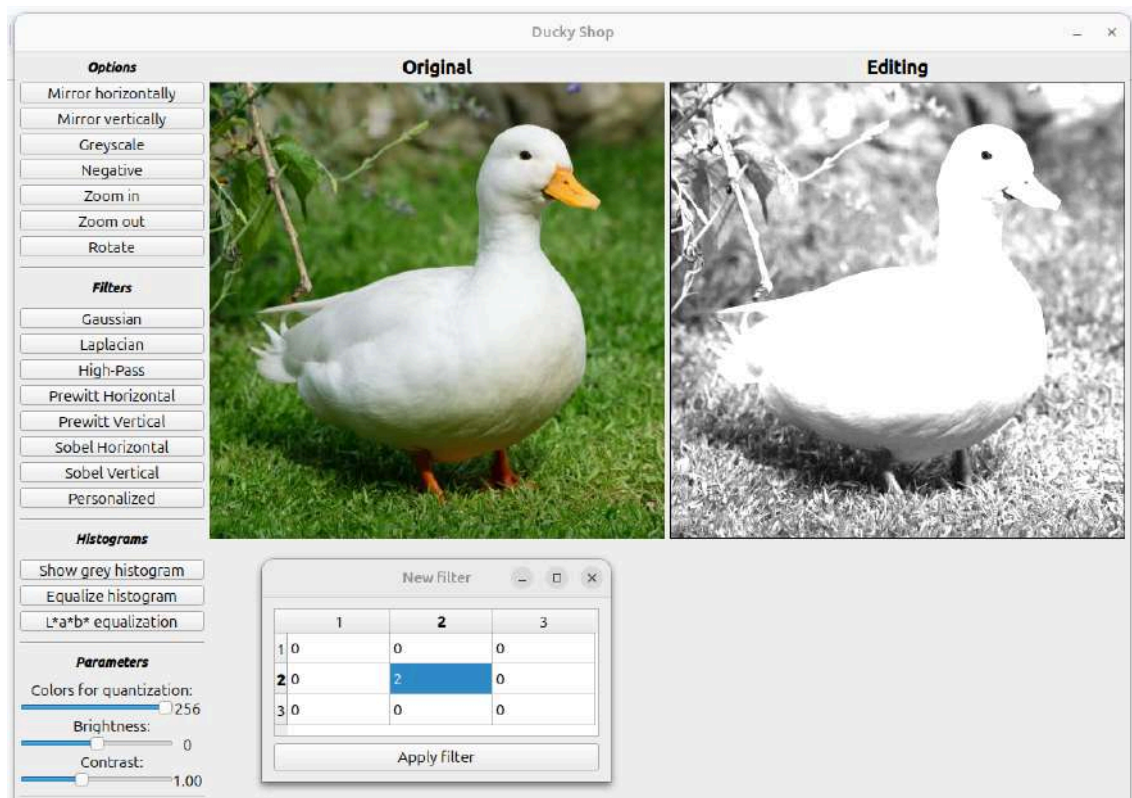 Ducky Shop
Options
Mirror horizontally
Mirror vertically
Greyscale
Negative
Zoom in
Zoom out
Rotate
Filters
Gaussian
Laplacian
High-Pass
Prewitt Horizontal
Prewitt Vertical
Sobel Horizontal
Sobel Vertical
Personalized
Histograms
Show grey histogram
Equalize histogram
L*a*b* equalization
Parameters
Colors for quantization:
256
Brightness:
0
Contrast:
1.00
Original
Editing
New filter
1 2 3
1 0 0 0
2 0 2 0
3 0 0 0
Apply filter